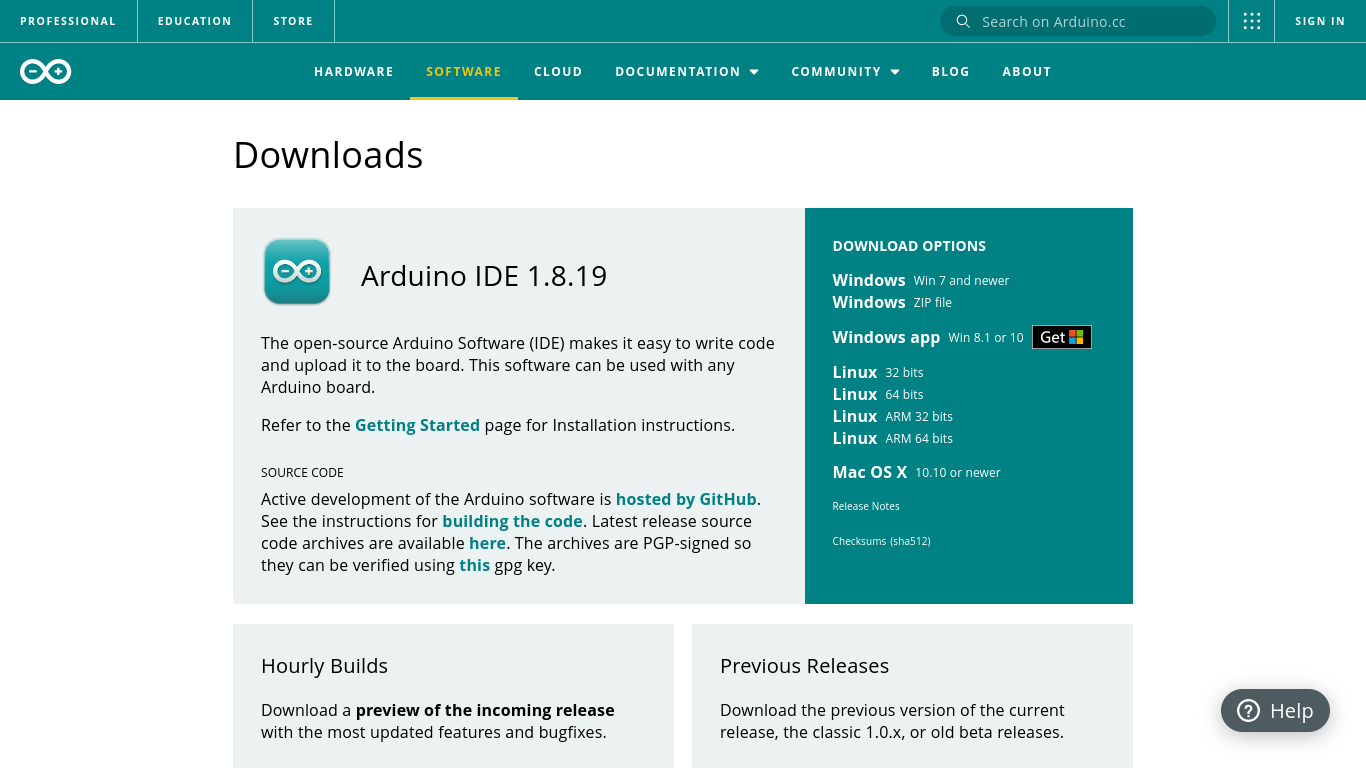 PROFESSIONAL
EDUCATION
STORE
Search on Arduino.cc
SIGN IN
HARDWARE
SOFTWARE
CLOUD
DOCUMENTATION
COMMUNITY
BLOG
ABOUT
Downloads
Arduino IDE 1.8.19
The open-source Arduino Software (IDE) makes it easy to write code
and upload it to the board. This software can be used with any
Arduino board.
Refer to the Getting Started page for Installation instructions.
SOURCE CODE
Active development of the Arduino software is hosted by GitHub.
See the instructions for building the code. Latest release source
code archives are available here. The archives are PGP-signed so
they can be verified using this gpg key.
DOWNLOAD OPTIONS
Windows Win 7 and newer
Windows ZIP file
Windows app Win 8.1 or 10 Get
Linux 32 bits
Linux 64 bits
Linux ARM 32 bits
Linux ARM 64 bits
Mac OS X 10.10 or newer
Release Notes
Checksums (sha512)
Hourly Builds
Download a preview of the incoming release
with the most updated features and bugfixes.
Previous Releases
Download the previous version of the current
release, the classic 1.0.x, or old beta releases.
Help